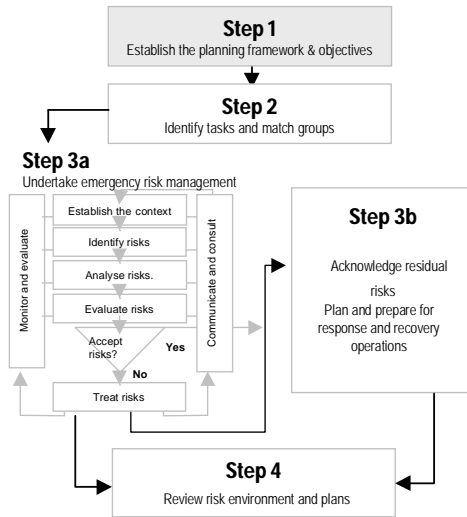 Step 1
Establish the planning framework & objectives
Step 2
Identify tasks and match groups
Step 3a
Undertake emergency risk management
Monitor and evaluate
Establish the context
Identify risks
Analyse risks.
Evaluate risks
Accept
risks?
Yes
No
Treat risks
Communicate and consult
Step 3b
Acknowledge residual
risks
Plan and prepare for
response and recovery
operations
Step 4
Review risk environment and plans